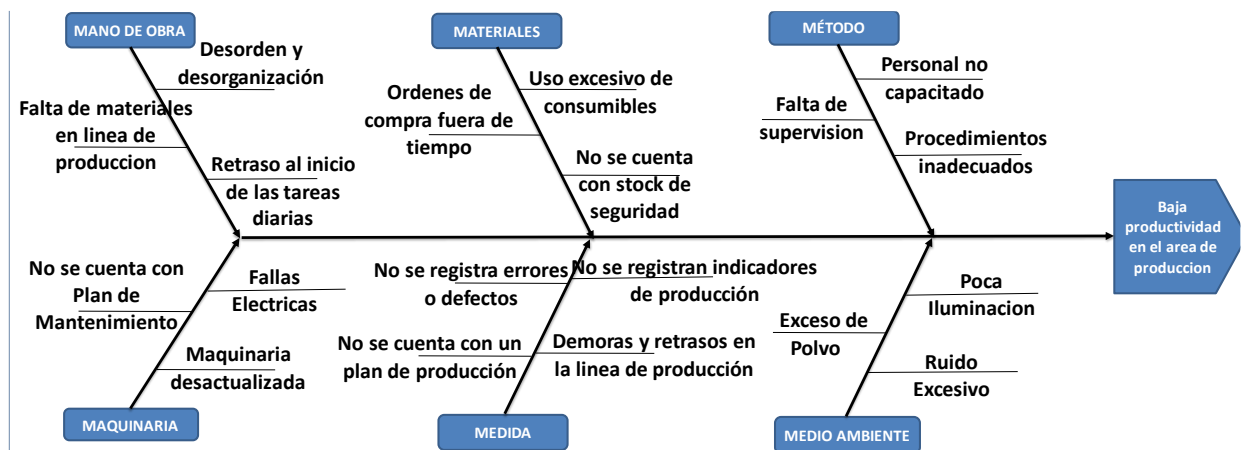 MANO DE OBRA
MATERIALES
MÉTODO
Desorden y
desorganización
Falta de materiales
en linea de
produccion
Retraso al inicio
de las tareas
diarias
Uso excesivo de
consumibles
Ordenes de
compra fuera de
tiempo
No se cuenta
con stock de
seguridad
Personal no
capacitado
Falta de
supervision
Procedimientos
inadecuados
Baja
productividad
en el area de
produccion
No se cuenta con
Plan de
Mantenimiento
Fallas
Electricas
Maquinaria
desactualizada
No se registra errores
o defectos
No se registran indicadores
de producción
No se cuenta con un
plan de producción
Demoras y retrasos en
la linea de producción
Poca
Iluminacion
Exceso de
Polvo
Ruido
Excesivo
MAQUINARIA
MEDIDA
MEDIO AMBIENTE